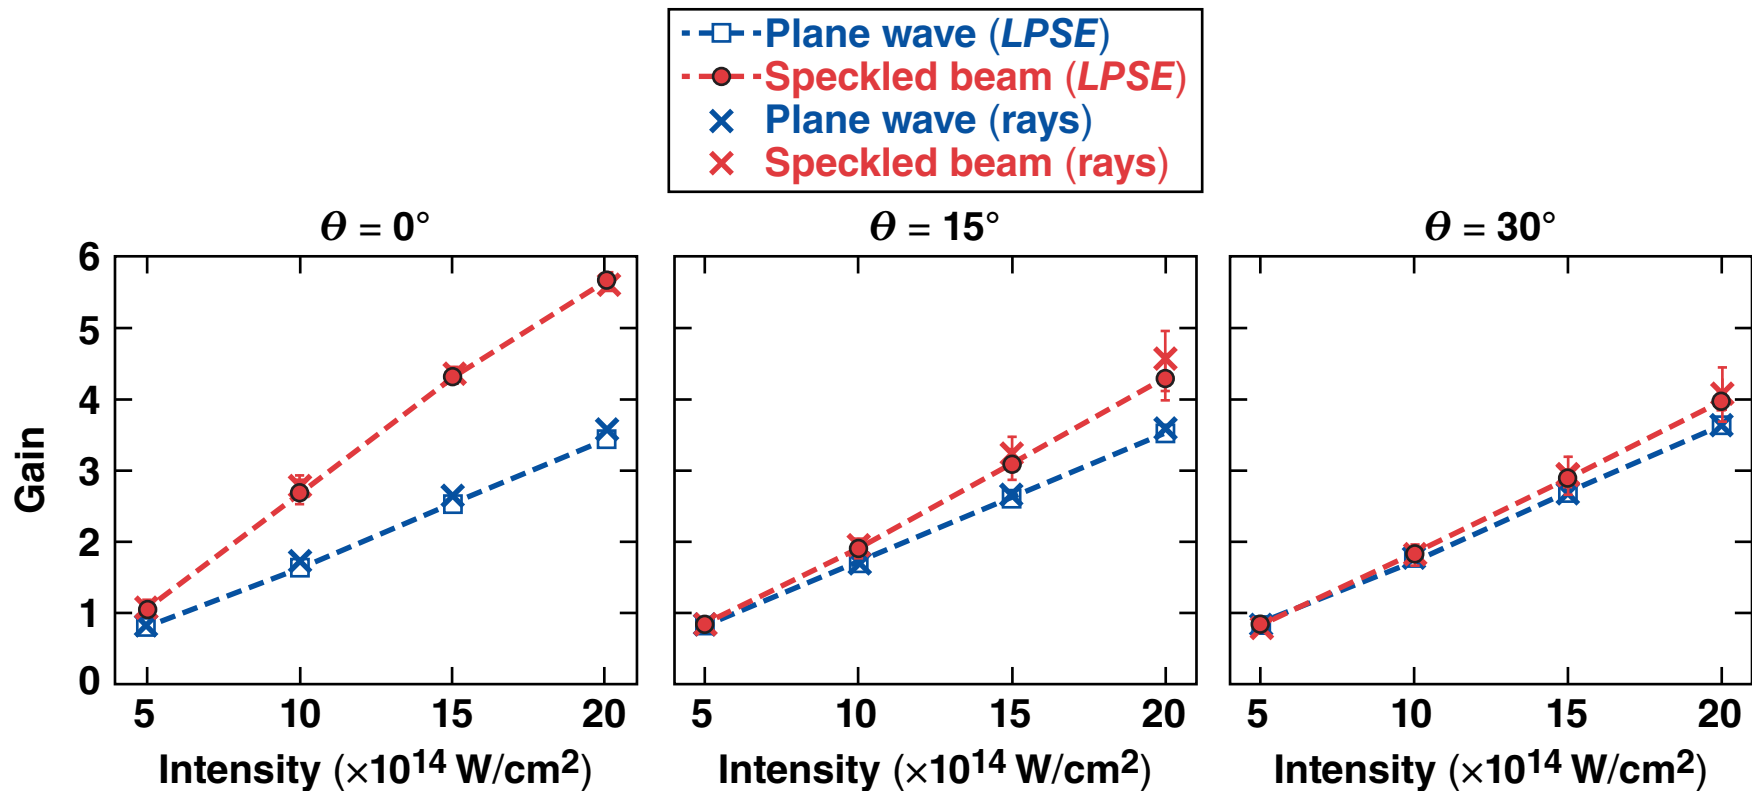 Plane wave (LPSE)
Speckled beam (LPSE)
Plane wave (rays)
Speckled beam (rays)
θ = 0°
θ = 15°
θ = 30°
Gain
6
5
4
3
2
1
0
5 10 15 20
5 10 15 20
5 10 15 20
Intensity (×10¹⁴ W/cm²)
Intensity (×10¹⁴ W/cm²)
Intensity (×10¹⁴ W/cm²)